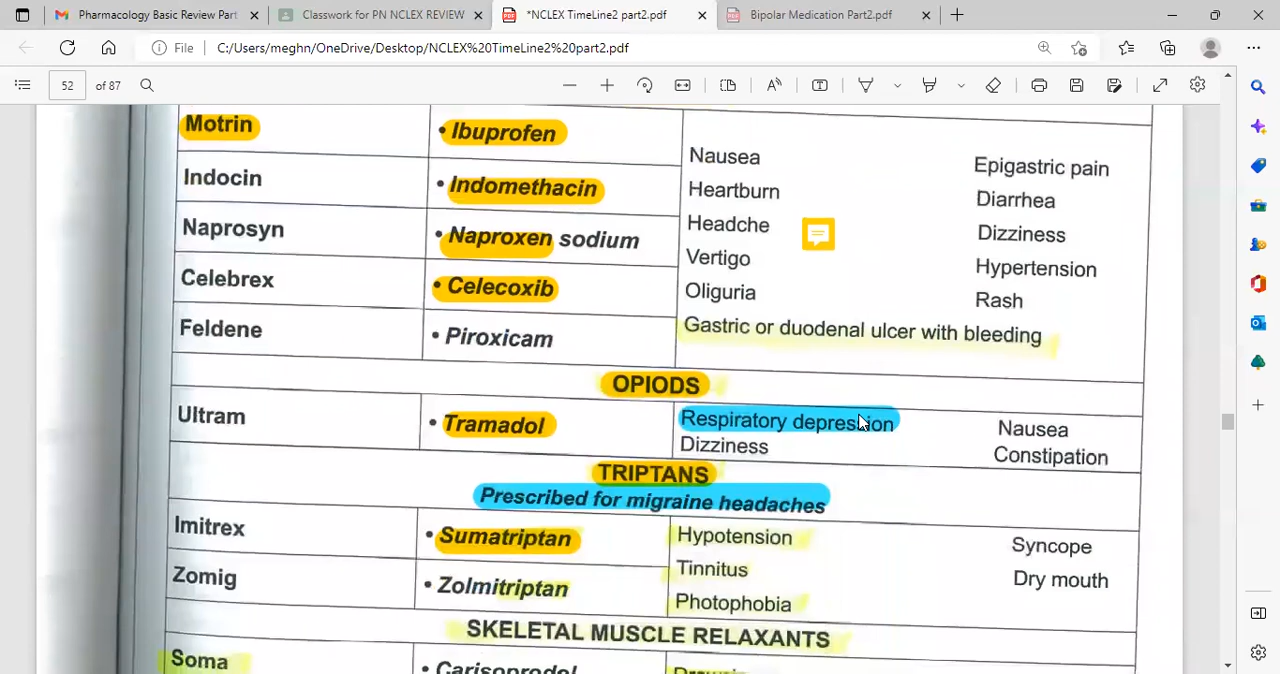 Pharmacology Basic Review Part
Classwork for PN NCLEX REVIEW
*NCLEX TimeLine2 part2.pdf
Bipolar Medication Part2.pdf
File
C:/Users/meghn/OneDrive/Desktop/NCLEX%20TimeLine2%20part2.pdf
52 of 87
Motrin • Ibuprofen
Indocin • Indomethacin
Naprosyn • Naproxen sodium
Celebrex • Celecoxib
Feldene • Piroxicam
Nausea Epigastric pain
Heartburn Diarrhea
Headche Dizziness
Vertigo Hypertension
Oliguria Rash
Gastric or duodenal ulcer with bleeding
OPIODS
Ultram • Tramadol Respiratory depression Nausea
Dizziness Constipation
TRIPTANS
Prescribed for migraine headaches
Imitrex • Sumatriptan Hypotension Syncope
Tinnitus Dry mouth
Zomig • Zolmitriptan Photophobia
SKELETAL MUSCLE RELAXANTS
Soma • Carisoprodol